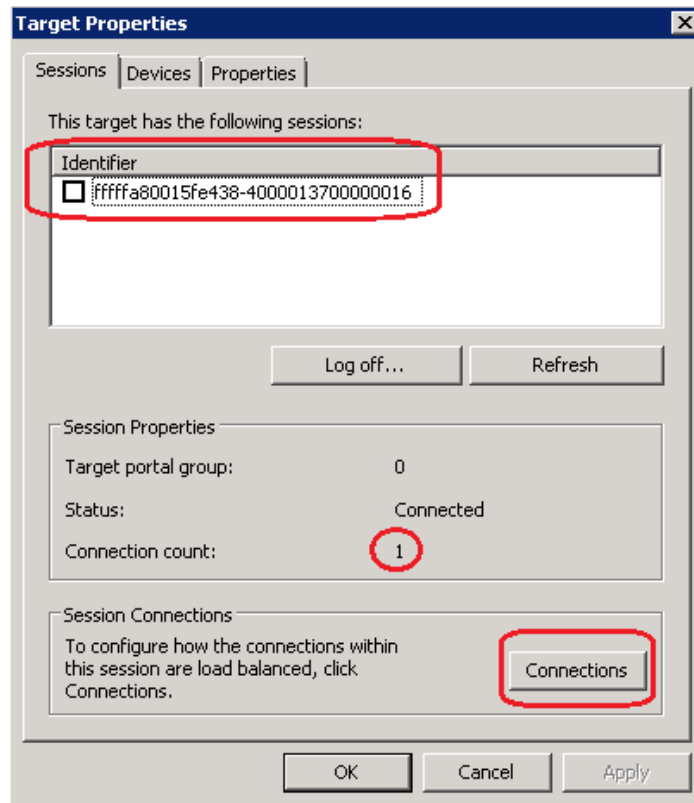 Target Properties
Sessions Devices Properties
This target has the following sessions:
Identifier
fffffa80015fe438-4000013700000016
Log off... Refresh
Session Properties
Target portal group: 0
Status: Connected
Connection count: 1
Session Connections
To configure how the connections within
this session are load balanced, click
Connections.
Connections
OK Cancel Apply